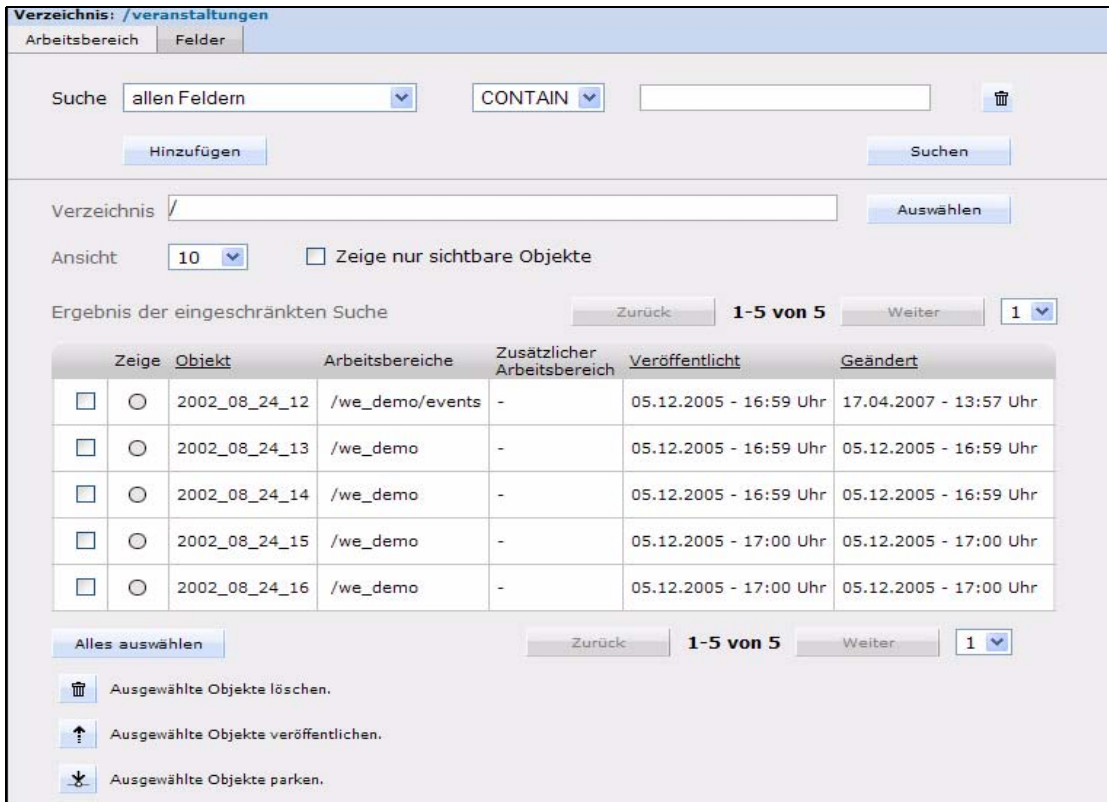 Verzeichnis: /veranstaltungen
Arbeitsbereich Felder
Suche allen Feldern CONTAIN
Hinzufügen Suchen
Verzeichnis / Auswählen
Ansicht 10 Zeige nur sichtbare Objekte
Ergebnis der eingeschränkten Suche Zurück 1-5 von 5 Weiter 1
Zeige Objekt Arbeitsbereiche Zusätzlicher Arbeitsbereich Veröffentlicht Geändert
2002_08_24_12 /we_demo/events - 05.12.2005 - 16:59 Uhr 17.04.2007 - 13:57 Uhr
2002_08_24_13 /we_demo - 05.12.2005 - 16:59 Uhr 05.12.2005 - 16:59 Uhr
2002_08_24_14 /we_demo - 05.12.2005 - 16:59 Uhr 05.12.2005 - 16:59 Uhr
2002_08_24_15 /we_demo - 05.12.2005 - 17:00 Uhr 05.12.2005 - 17:00 Uhr
2002_08_24_16 /we_demo - 05.12.2005 - 17:00 Uhr 05.12.2005 - 17:00 Uhr
Alles auswählen Zurück 1-5 von 5 Weiter 1
Ausgewählte Objekte löschen.
Ausgewählte Objekte veröffentlichen.
Ausgewählte Objekte parken.